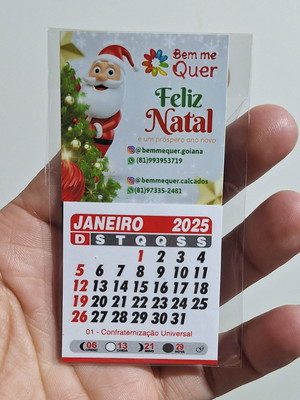 Bem me
Quer
Feliz
Natal
e um próspero ano novo
@bemmequer.goiana
(81)993953719
@bemmequer.calcados
(81)97335-2481
JANEIRO 2025
D S T Q Q S S
1 2 3 4
5 6 7 8 9 10 11
12 13 14 15 16 17 18
19 20 21 22 23 24 25
26 27 28 29 30 31
01 - Confraternização Universal
06 13 21 29
CHEIA NOVA